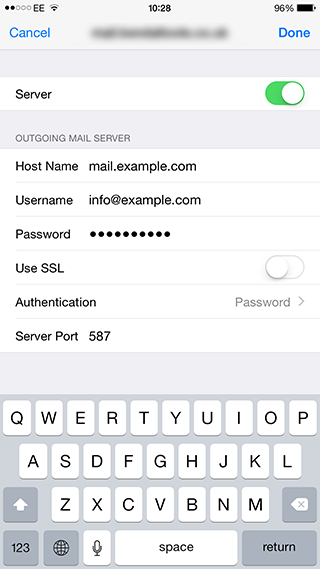 EE 10:28 96%
Cancel Done
Server
OUTGOING MAIL SERVER
Host Name mail.example.com
Username info@example.com
Password ●●●●●●●●●●
Use SSL
Authentication Password
Server Port 587
Q W E R T Y U I O P
A S D F G H J K L
Z X C V B N M
123 space return